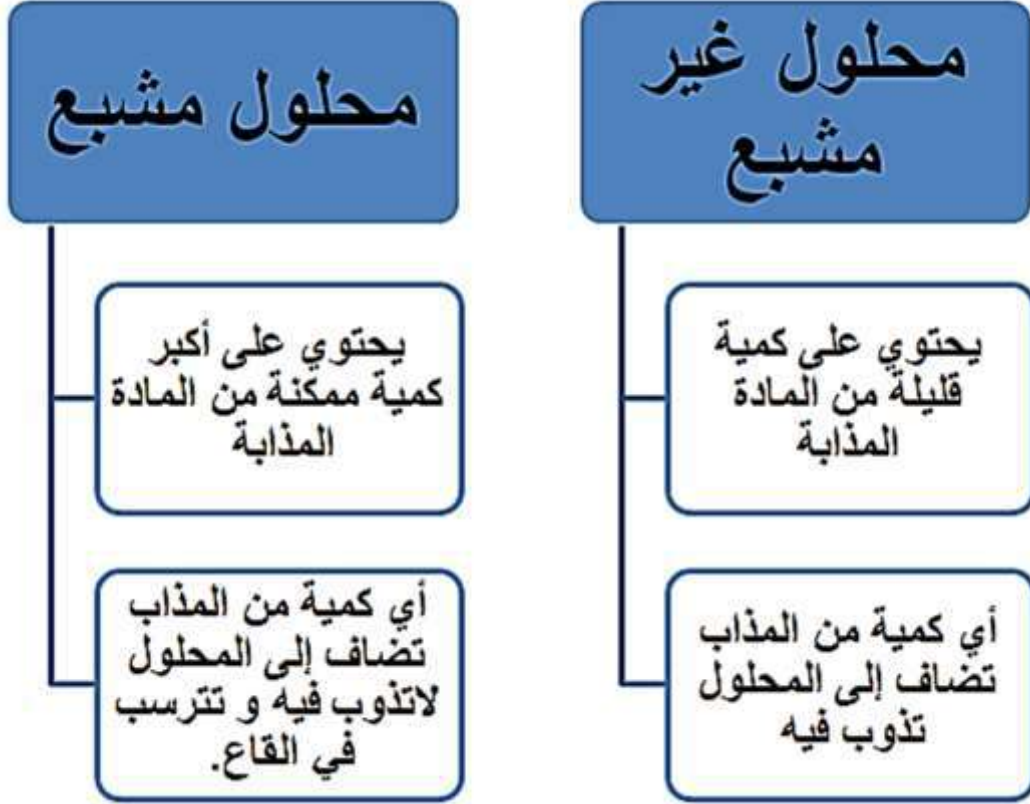 محلول غير
مشبع
يحتوي على كمية
قليلة من المادة
المذابة
أي كمية من المذاب
تضاف إلى المحلول
تذوب فيه
محلول مشبع
يحتوي على أكبر
كمية ممكنة من المادة
المذابة
أي كمية من المذاب
تضاف إلى المحلول
لاتذوب فيه و تترسب
في القاع.